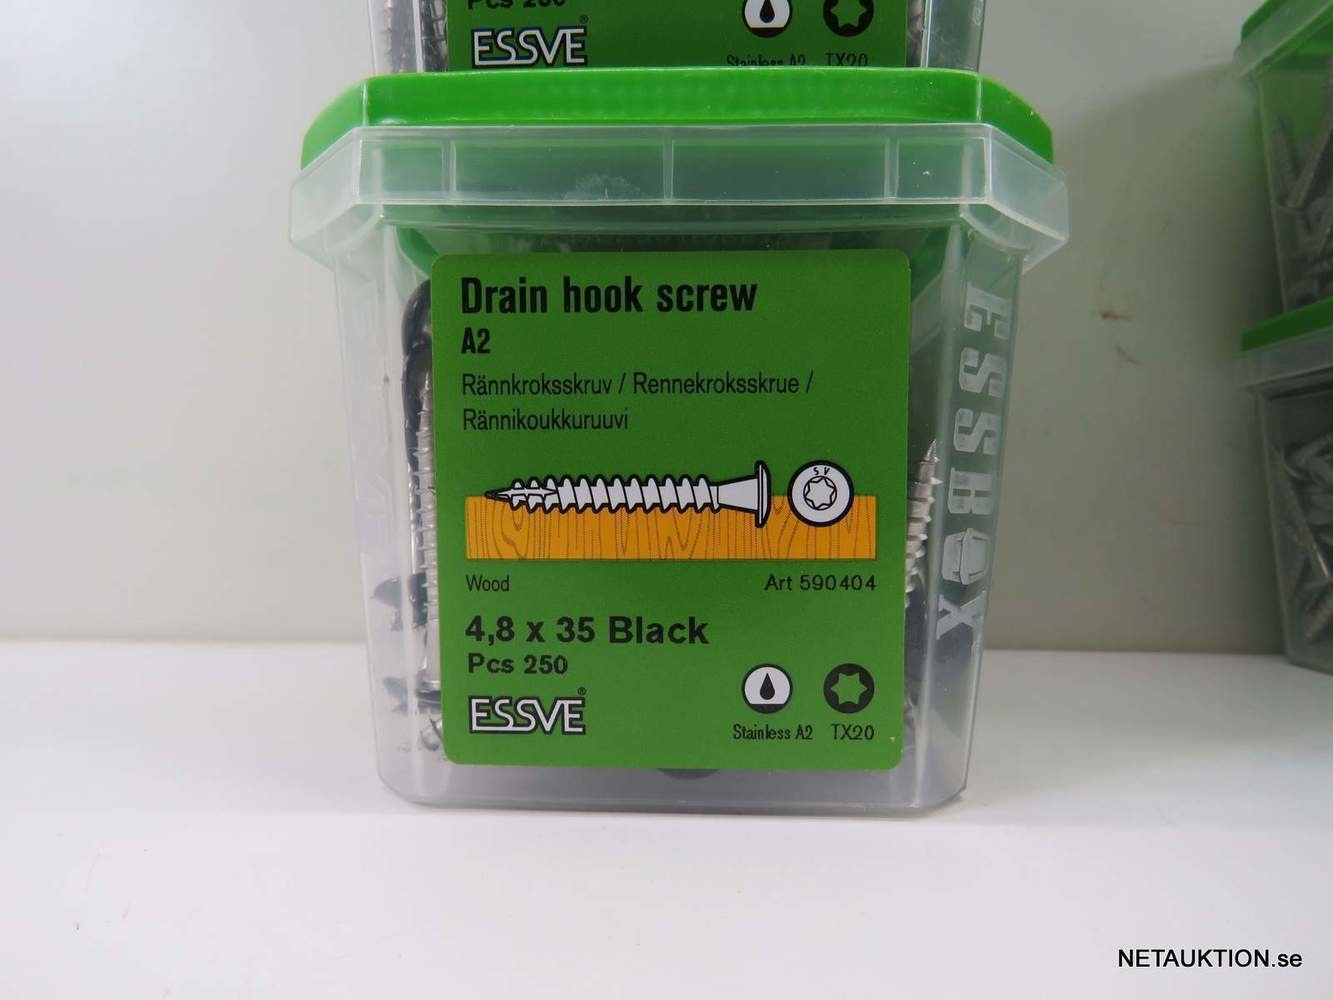 Pcs 250
ESSVE®
Stainless A2 TX20
Drain hook screw
A2
Rännkroksskruv / Rennekroksskrue /
Rännikoukkuruuvi
SV
Wood
Art 590404
4,8 x 35 Black
Pcs 250
ESSVE®
Stainless A2 TX20
ESSBOX
NETAUKTION.se